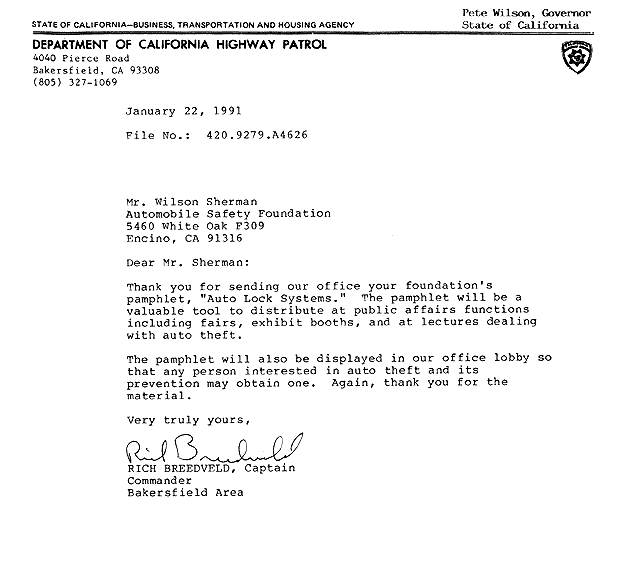 Pete Wilson, Governor
STATE OF CALIFORNIA—BUSINESS, TRANSPORTATION AND HOUSING AGENCY
State of California
DEPARTMENT OF CALIFORNIA HIGHWAY PATROL
4040 Pierce Road
Bakersfield, CA 93308
(805) 327-1069
January 22, 1991
File No.: 420.9279.A4626
Mr. Wilson Sherman
Automobile Safety Foundation
5460 White Oak F309
Encino, CA 91316
Dear Mr. Sherman:
Thank you for sending our office your foundation's
pamphlet, "Auto Lock Systems." The pamphlet will be a
valuable tool to distribute at public affairs functions
including fairs, exhibit booths, and at lectures dealing
with auto theft.
The pamphlet will also be displayed in our office lobby so
that any person interested in auto theft and its
prevention may obtain one. Again, thank you for the
material.
Very truly yours,
Rich Breedveld
RICH BREEDVELD, Captain
Commander
Bakersfield Area